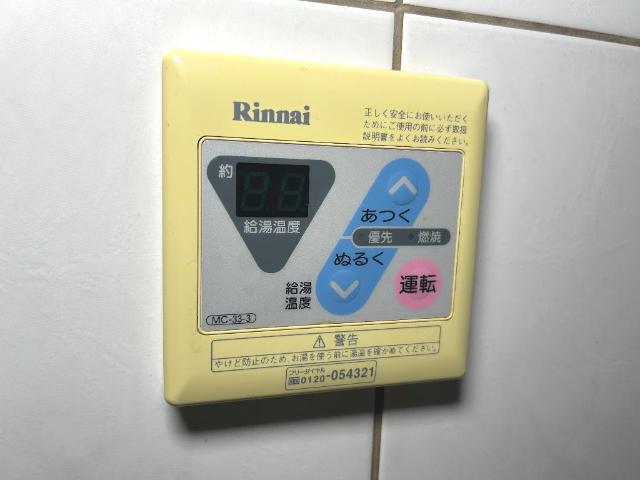 Rinnai
正しく安全にお使いいただく
ためにご使用の前に必ず取扱
説明書をよくお読みください。
約
給湯温度
あつく
優先 燃焼
ぬるく
給湯
温度
運転
MC-33-3
⚠ 警告
やけど防止のため、お湯を使う前に湯温を確かめてください。
フリーダイヤル
0120-054321